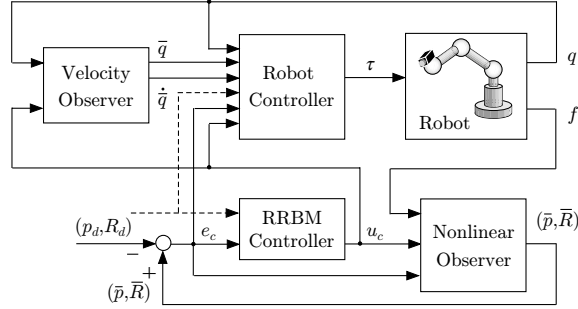 q̄
q
Velocity
Observer
Robot
Controller
τ
q̄̇
Robot
f
(p_d,R_d)
e_c
RRBM
Controller
u_c
Nonlinear
Observer
(p̄,R̄)
−
+
(p̄,R̄)